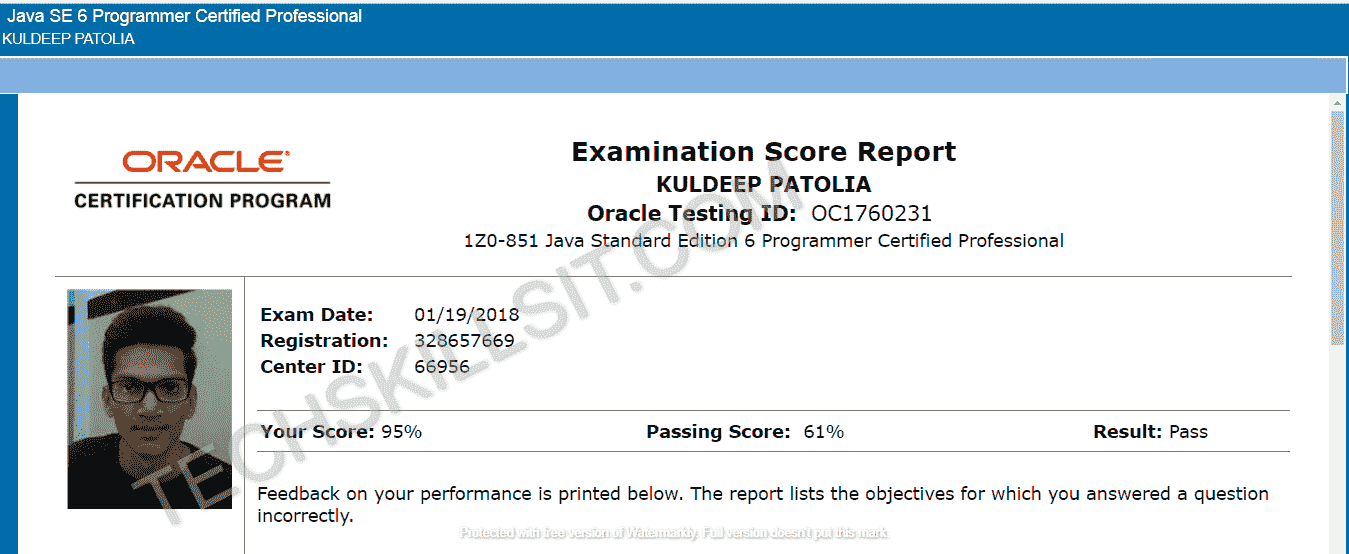 Java SE 6 Programmer Certified Professional
KULDEEP PATOLIA
ORACLE
CERTIFICATION PROGRAM
Examination Score Report
KULDEEP PATOLIA
Oracle Testing ID: OC1760231
1Z0-851 Java Standard Edition 6 Programmer Certified Professional
Exam Date: 01/19/2018
Registration: 328657669
Center ID: 66956
Your Score: 95% Passing Score: 61% Result: Pass
Feedback on your performance is printed below. The report lists the objectives for which you answered a question
incorrectly.
TECHSKILLSIT.COM
Protected with free version of Watermarkly. Full version doesn't put this mark.